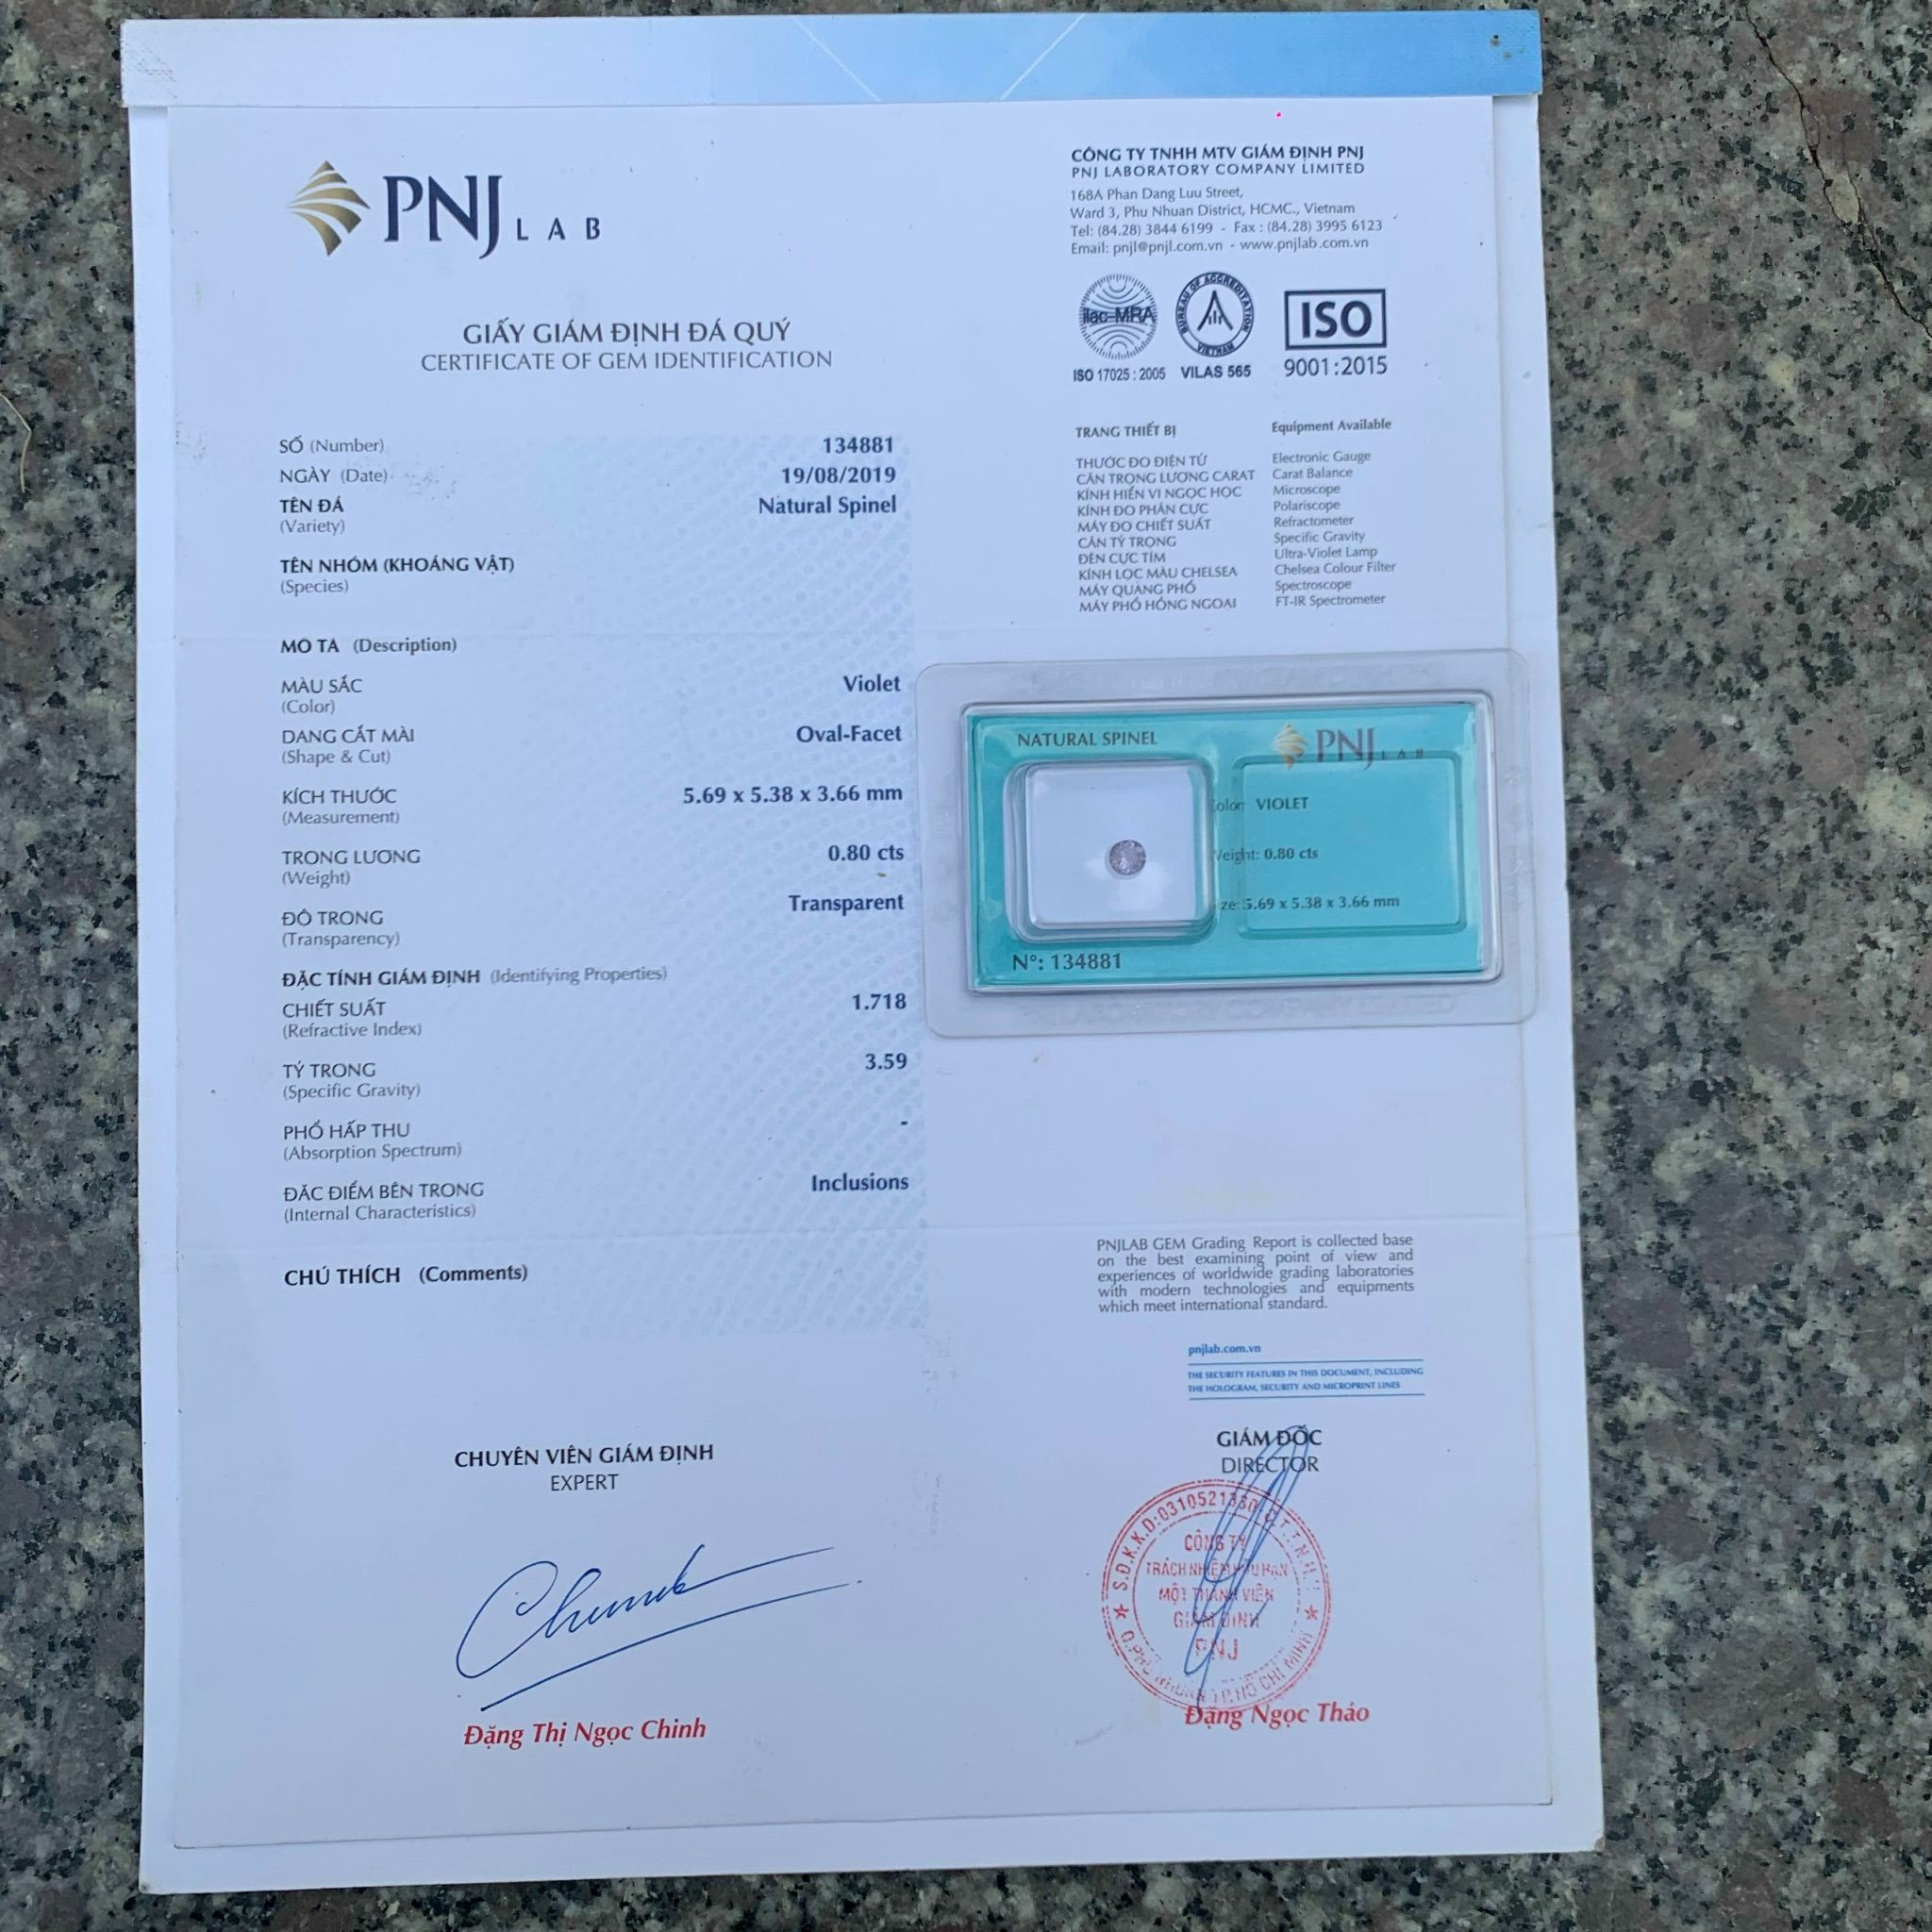 PNJ LAB
CÔNG TY TNHH MTV GIÁM ĐỊNH PNJ
PNJ LABORATORY COMPANY LIMITED
168A Phan Dang Luu Street,
Ward 3, Phu Nhuan District, HCMC., Vietnam
Tel: (84.28) 3844 6199 - Fax : (84.28) 3995 6123
Email: pnjl@pnjl.com.vn - www.pnjlab.com.vn
ilac-MRA
BUREAU OF ACCREDITATION
VIETNAM
ISO
ISO 17025 : 2005 VILAS 565
9001:2015
GIẤY GIÁM ĐỊNH ĐÁ QUÝ
CERTIFICATE OF GEM IDENTIFICATION
SỐ (Number) 134881
NGÀY (Date) 19/08/2019
TÊN ĐÁ Natural Spinel
(Variety)
TÊN NHÓM (KHOÁNG VẬT)
(Species)
MÔ TẢ (Description)
MÀU SẮC Violet
(Color)
DẠNG CẮT MÀI Oval-Facet
(Shape & Cut)
KÍCH THƯỚC 5.69 x 5.38 x 3.66 mm
(Measurement)
TRỌNG LƯỢNG 0.80 cts
(Weight)
ĐỘ TRONG Transparent
(Transparency)
ĐẶC TÍNH GIÁM ĐỊNH (Identifying Properties)
CHIẾT SUẤT 1.718
(Refractive Index)
TỶ TRỌNG 3.59
(Specific Gravity)
PHỔ HẤP THU -
(Absorption Spectrum)
ĐẶC ĐIỂM BÊN TRONG Inclusions
(Internal Characteristics)
CHÚ THÍCH (Comments)
TRANG THIẾT BỊ Equipment Available
THƯỚC ĐO ĐIỆN TỬ Electronic Gauge
CÂN TRỌNG LƯỢNG CARAT Carat Balance
KÍNH HIỂN VI NGỌC HỌC Microscope
KÍNH ĐO PHÂN CỰC Polariscope
MÁY ĐO CHIẾT SUẤT Refractometer
CÂN TỶ TRỌNG Specific Gravity
ĐÈN CỰC TÍM Ultra-Violet Lamp
KÍNH LỌC MÀU CHELSEA Chelsea Colour Filter
MÁY QUANG PHỔ Spectroscope
MÁY PHỔ HỒNG NGOẠI FT-IR Spectrometer
NATURAL SPINEL PNJ LAB
Color: VIOLET
Weight: 0.80 cts
ze: 5.69 x 5.38 x 3.66 mm
N°: 134881
PNJLAB GEM Grading Report is collected base
on the best examining point of view and
experiences of worldwide grading laboratories
with modern technologies and equipments
which meet international standard.
pnjlab.com.vn
THE SECURITY FEATURES IN THIS DOCUMENT, INCLUDING
THE HOLOGRAM, SECURITY AND MICROPRINT LINES
CHUYÊN VIÊN GIÁM ĐỊNH
EXPERT
Đặng Thị Ngọc Chinh
GIÁM ĐỐC
DIRECTOR
CÔNG TY
TRÁCH NHIỆM HỮU HẠN
MỘT THÀNH VIÊN
GIÁM ĐỊNH
PNJ
Đặng Ngọc Thảo